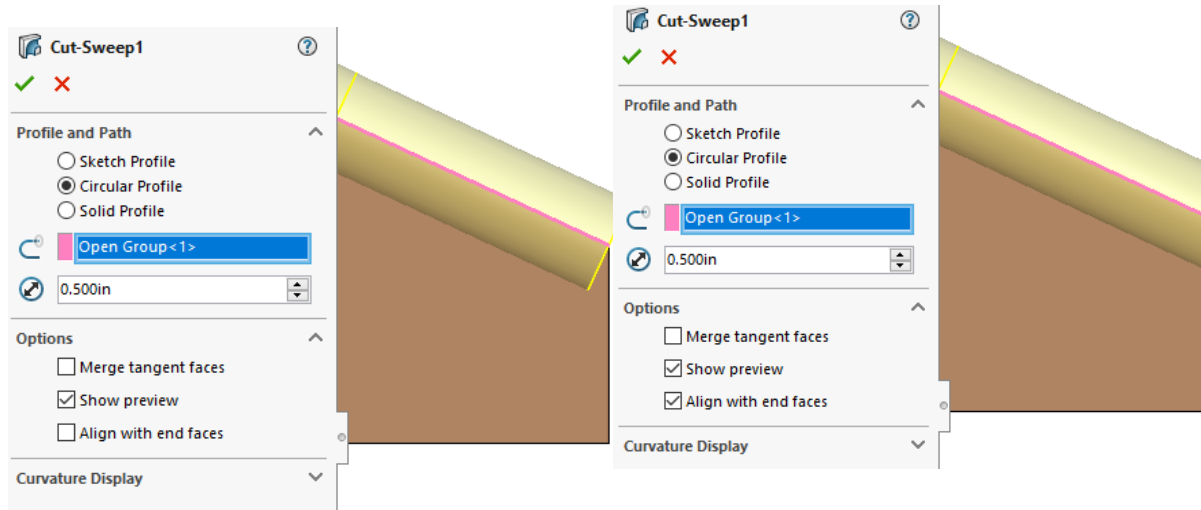 Cut-Sweep1
Profile and Path
Sketch Profile
Circular Profile
Solid Profile
Open Group<1>
0.500in
Options
Merge tangent faces
Show preview
Align with end faces
Curvature Display
Cut-Sweep1
Profile and Path
Sketch Profile
Circular Profile
Solid Profile
Open Group<1>
0.500in
Options
Merge tangent faces
Show preview
Align with end faces
Curvature Display